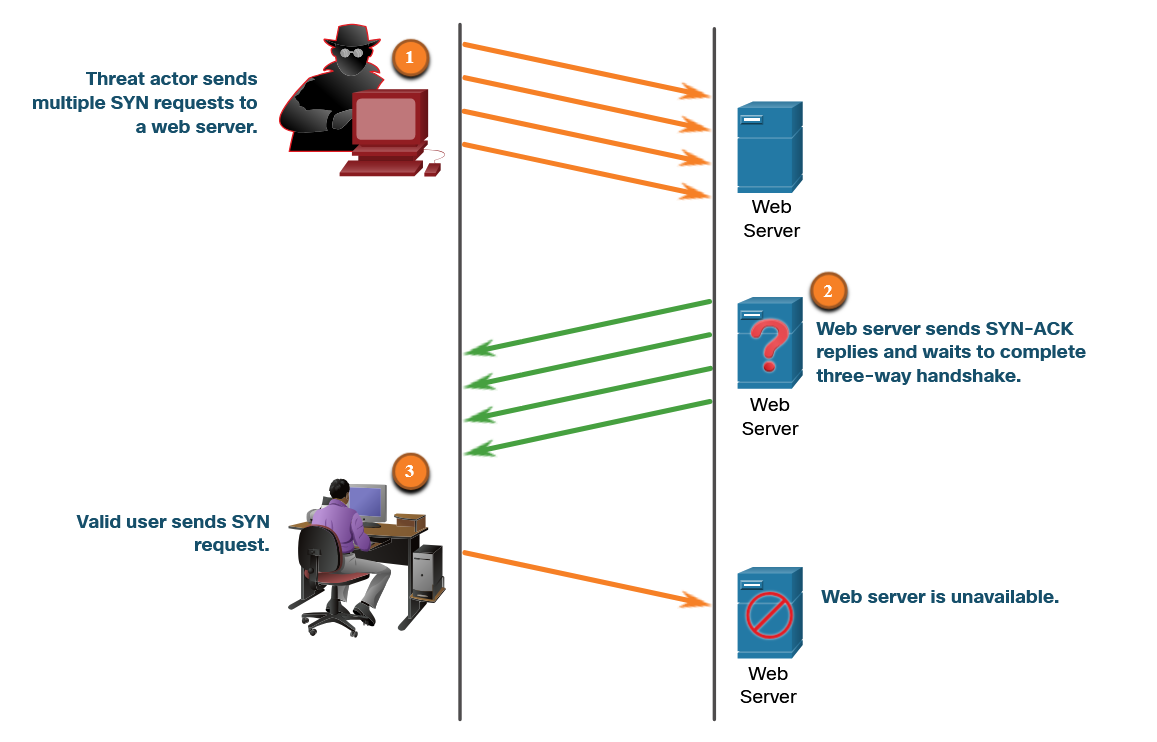 1
Threat actor sends
multiple SYN requests to
a web server.
Web
Server
2
Web server sends SYN-ACK
replies and waits to complete
three-way handshake.
?
Web
Server
3
Valid user sends SYN
request.
Web server is unavailable.
Web
Server